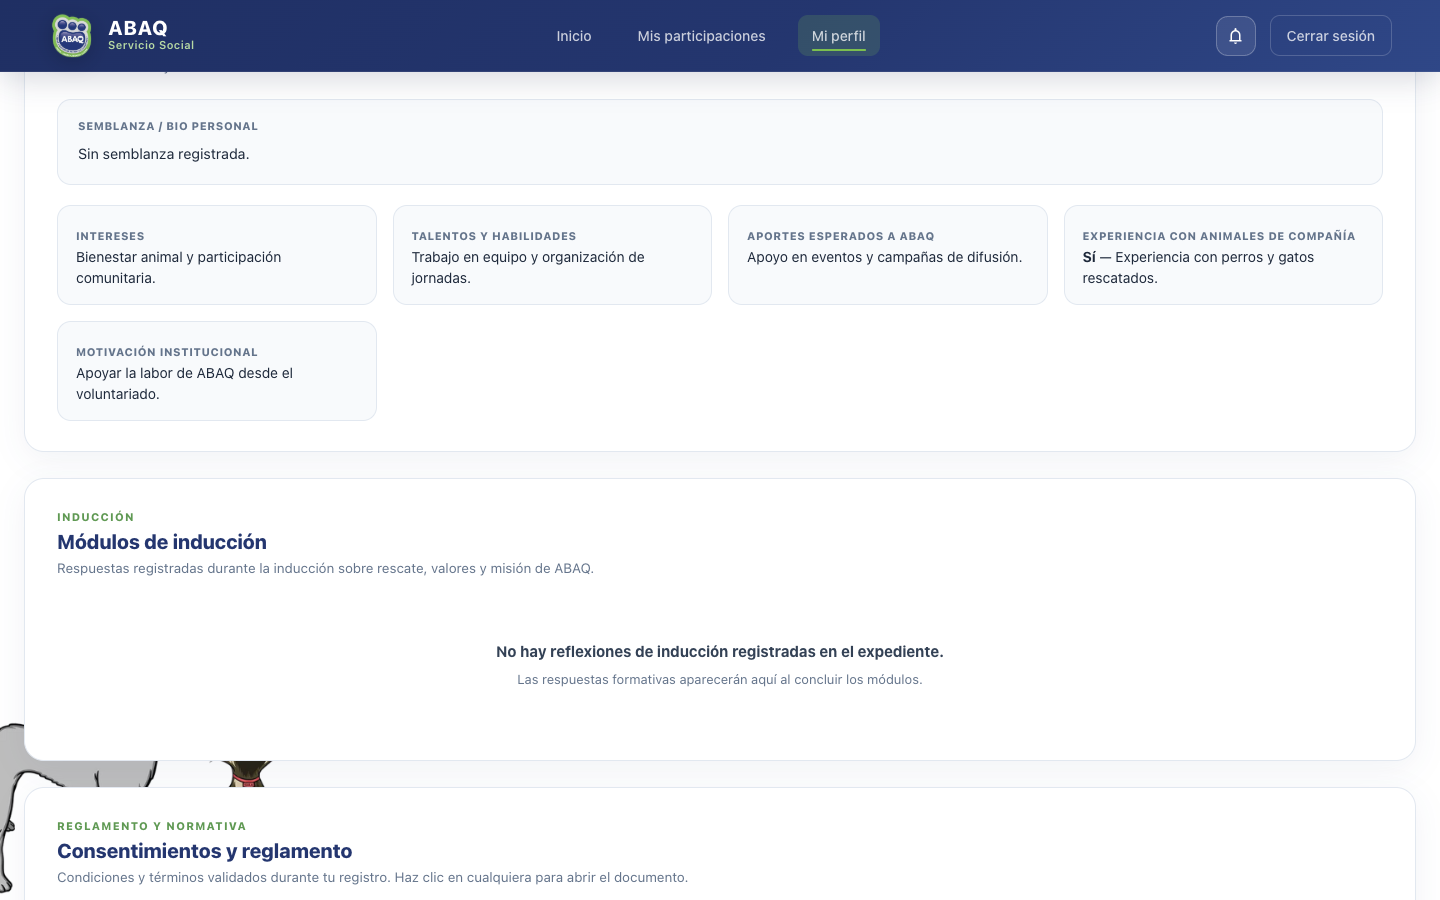 ABAQ
Servicio Social
ABAQ
Inicio
Mis participaciones
Mi perfil
Cerrar sesión
SEMBLANZA / BIO PERSONAL
Sin semblanza registrada.
INTERESES
Bienestar animal y participación
comunitaria.
TALENTOS Y HABILIDADES
Trabajo en equipo y organización de
jornadas.
APORTES ESPERADOS A ABAQ
Apoyo en eventos y campañas de difusión.
EXPERIENCIA CON ANIMALES DE COMPAÑÍA
Sí — Experiencia con perros y gatos
rescatados.
MOTIVACIÓN INSTITUCIONAL
Apoyar la labor de ABAQ desde el
voluntariado.
INDUCCIÓN
Módulos de inducción
Respuestas registradas durante la inducción sobre rescate, valores y misión de ABAQ.
No hay reflexiones de inducción registradas en el expediente.
Las respuestas formativas aparecerán aquí al concluir los módulos.
REGLAMENTO Y NORMATIVA
Consentimientos y reglamento
Condiciones y términos validados durante tu registro. Haz clic en cualquiera para abrir el documento.